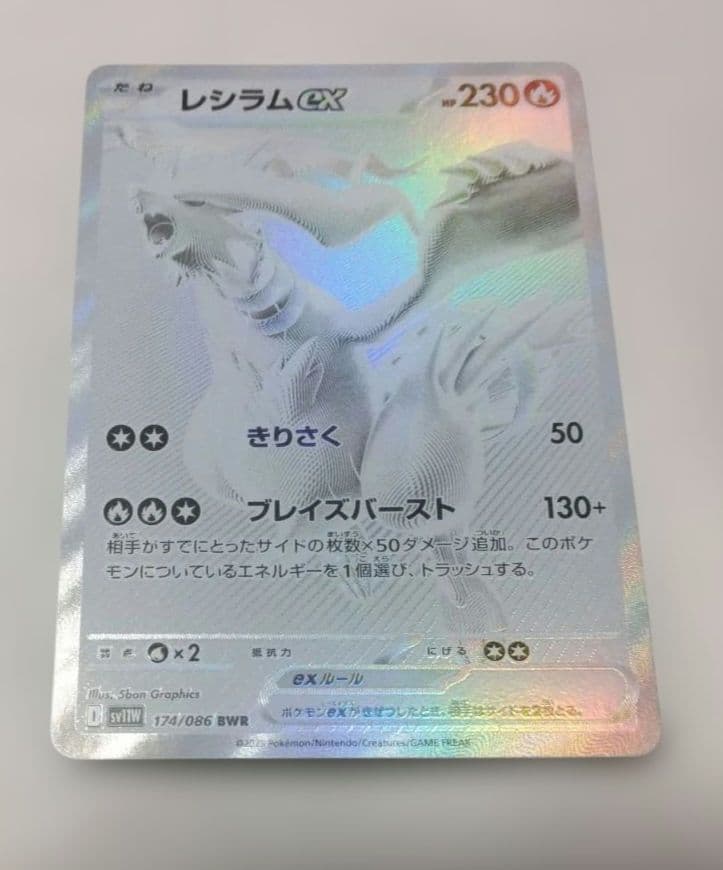 たね レシラムex HP 230
きりさく 50
ブレイズバースト 130+
相手がすでにとったサイドの枚数×50ダメージ追加。このポケ
モンについているエネルギーを1個選び、トラッシュする。
弱点 ×2 抵抗力 にげる
exルール
ポケモンexがきぜつしたとき、相手はサイドを2枚とる。
Illus. 5ban Graphics
D SV11W 174/086 BWR
©2025 Pokémon/Nintendo/Creatures/GAME FREAK